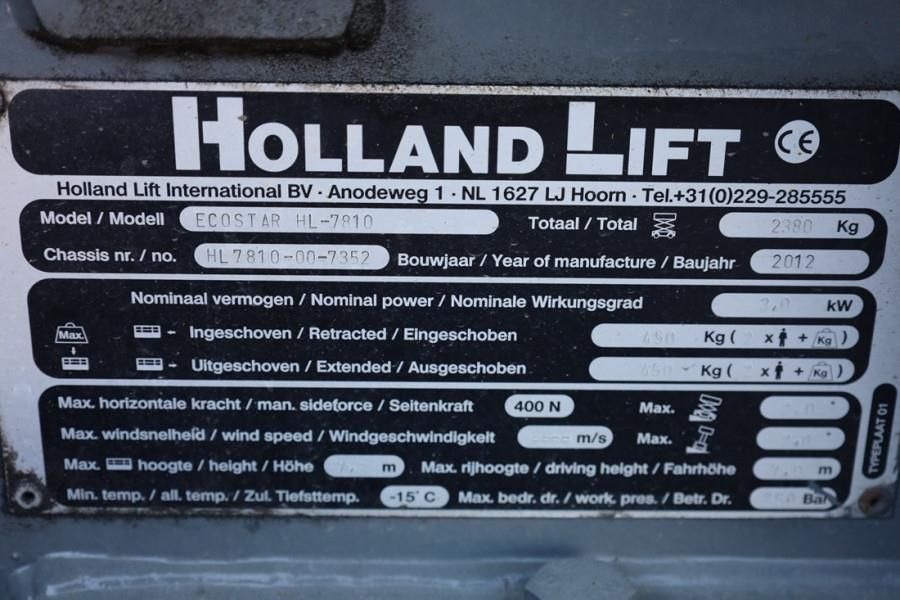 HOLLAND LIFT CE
Holland Lift International BV · Anodeweg 1 · NL 1627 LJ Hoorn · Tel.+31(0)229-285555
Model / Modell ECOSTAR HL-7810 Totaal / Total 2380 Kg
Chassis nr. / no. HL7810-00-7352 Bouwjaar / Year of manufacture / Baujahr 2012
Nominaal vermogen / Nominal power / Nominale Wirkungsgrad 3,0 kW
Max. Ingeschoven / Retracted / Eingeschoben 450 Kg ( x + Kg )
Uitgeschoven / Extended / Ausgeschoben 450 Kg ( x + Kg )
Max. horizontale kracht / man. sideforce / Seitenkraft 400 N Max.
Max. windsnelheid / wind speed / Windgeschwindigkeit m/s Max.
Max. hoogte / height / Höhe m Max. rijhoogte / driving height / Fahrhöhe m
Min. temp. / all. temp. / Zul. Tiefsttemp. -15° C Max. bedr. dr. / work. pres. / Betr. Dr. Bar
TYPEPLAAT 01